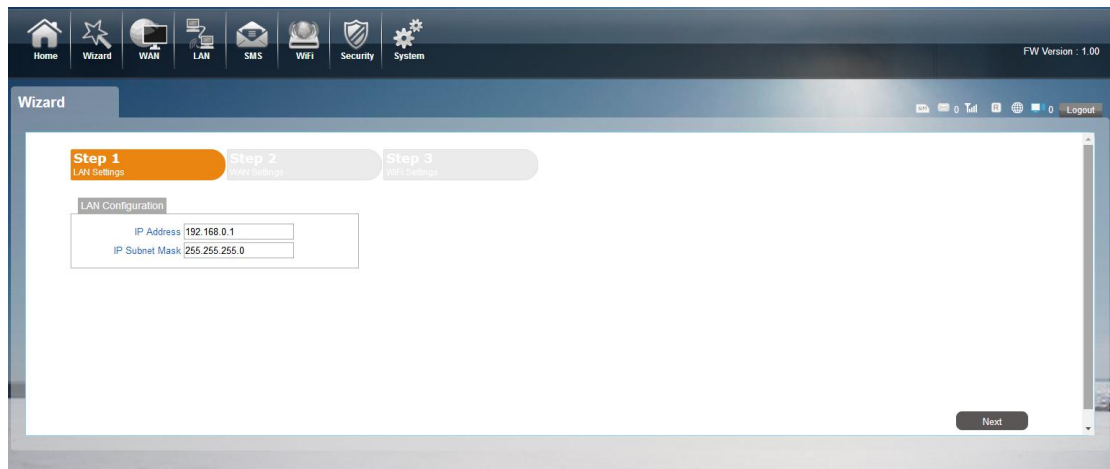 Home Wizard WAN LAN SMS WiFi Security System
FW Version : 1.00
Wizard
0 R 0 Logout
Step 1 Step 2 Step 3
LAN Settings WAN Settings WiFi Settings
LAN Configuration
IP Address 192.168.0.1
IP Subnet Mask 255.255.255.0
Next